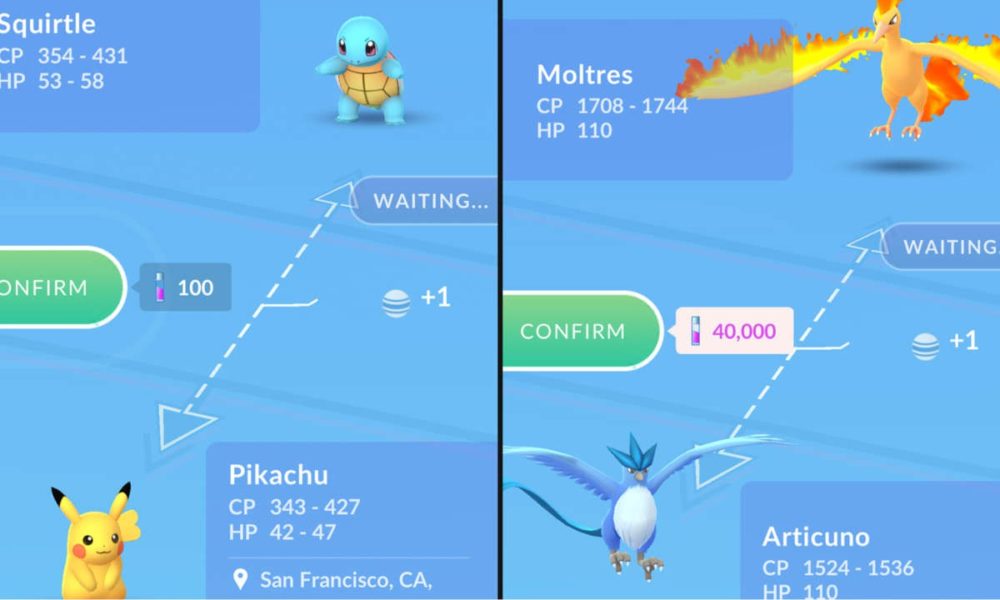 Squirtle
CP 354 - 431
HP 53 - 58
WAITING...
ONFIRM
100
+1
Pikachu
CP 343 - 427
HP 42 - 47
San Francisco, CA,
Moltres
CP 1708 - 1744
HP 110
WAITING.
CONFIRM
40,000
+1
Articuno
CP 1524 - 1536
HP 110